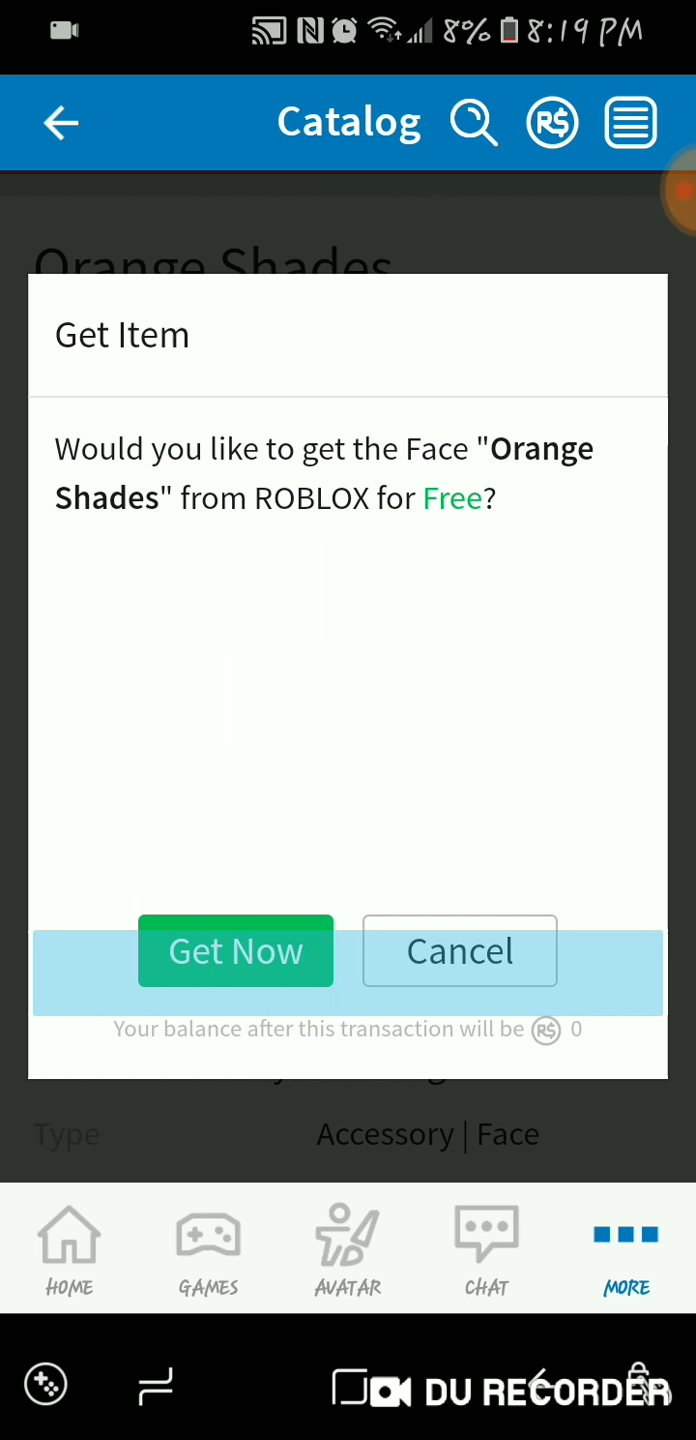 8% 8:19 PM
Catalog R$
Orange Shades
Get Item
Would you like to get the Face "Orange
Shades" from ROBLOX for Free?
Get Now Cancel
Your balance after this transaction will be R$ 0
Type Accessory | Face
HOME GAMES AVATAR CHAT MORE
DU RECORDER